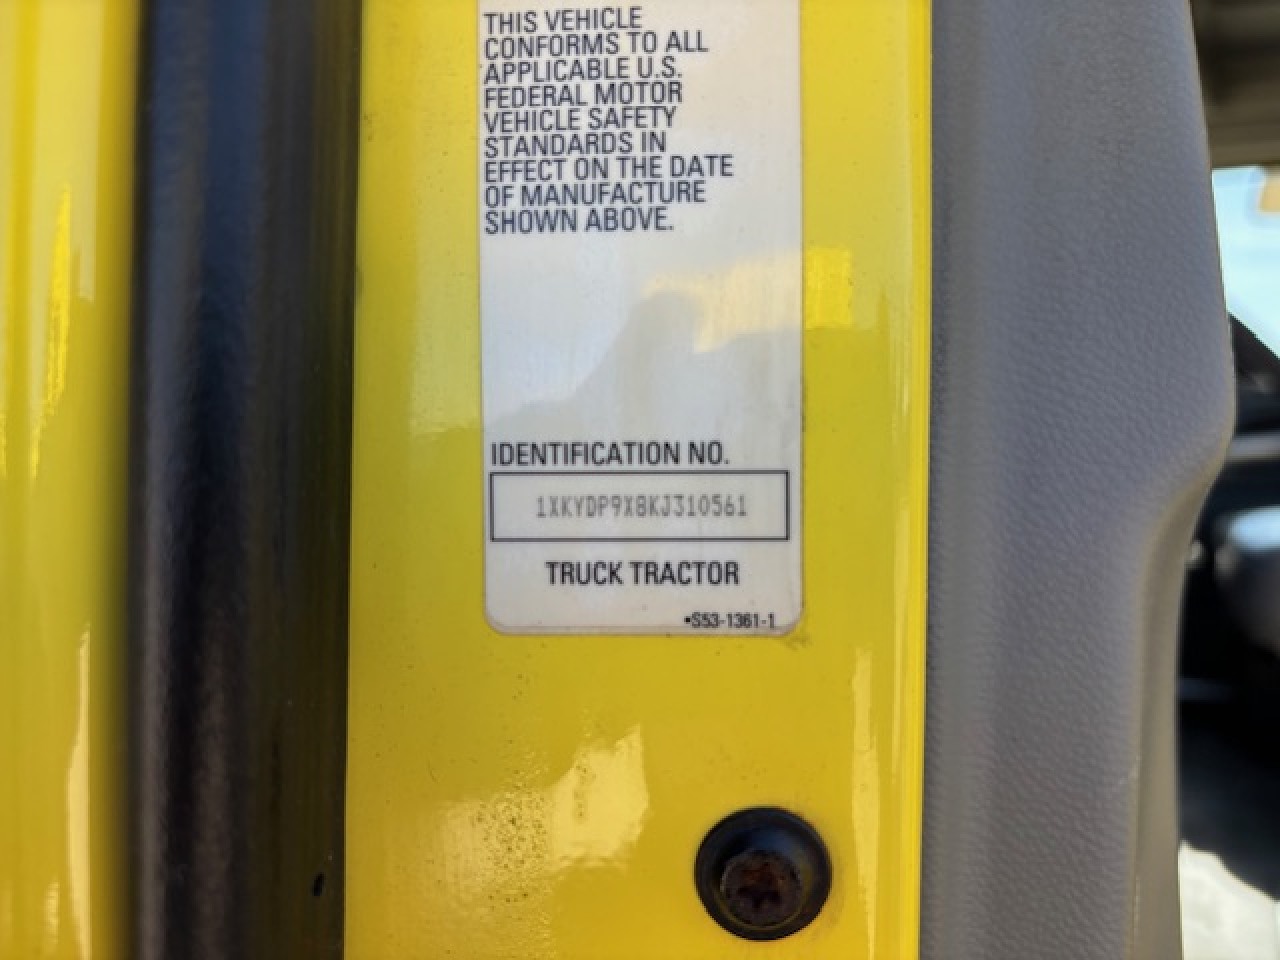 THIS VEHICLE
CONFORMS TO ALL
APPLICABLE U.S.
FEDERAL MOTOR
VEHICLE SAFETY
STANDARDS IN
EFFECT ON THE DATE
OF MANUFACTURE
SHOWN ABOVE.
IDENTIFICATION NO.
1XKYDP9X8KJ310561
TRUCK TRACTOR
•S53-1361-1